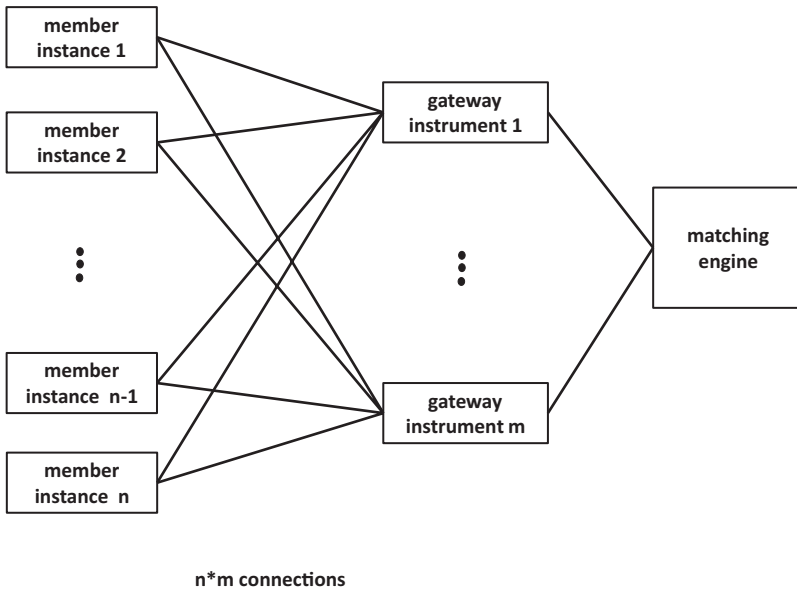 member
instance 1
member
instance 2
member
instance n-1
member
instance n
gateway
instrument 1
gateway
instrument m
matching
engine
n*m connections